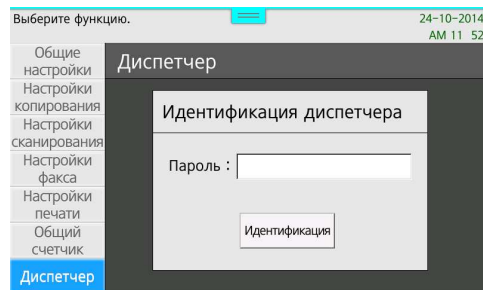 Выберите функцию.
24-10-2014
AM 11 52
Общие
настройки
Настройки
копирования
Настройки
сканирования
Настройки
факса
Настройки
печати
Общий
счетчик
Диспетчер
Диспетчер
Идентификация диспетчера
Пароль :
Идентификация